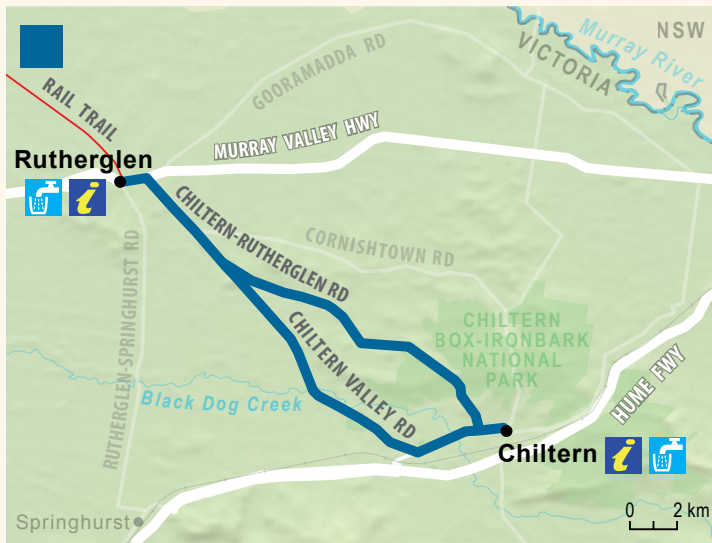 NSW
Murray River
VICTORIA
GOORAMADDA RD
RAIL TRAIL
MURRAY VALLEY HWY
Rutherglen
i
CHILTERN-RUTHERGLEN RD
CORNISHTOWN RD
RUTHERGLEN-SPRINGHURST RD
CHILTERN
BOX-IRONBARK
NATIONAL
PARK
CHILTERN VALLEY RD
HUME FWY
Black Dog Creek
Chiltern
i
Springhurst
0 2 km